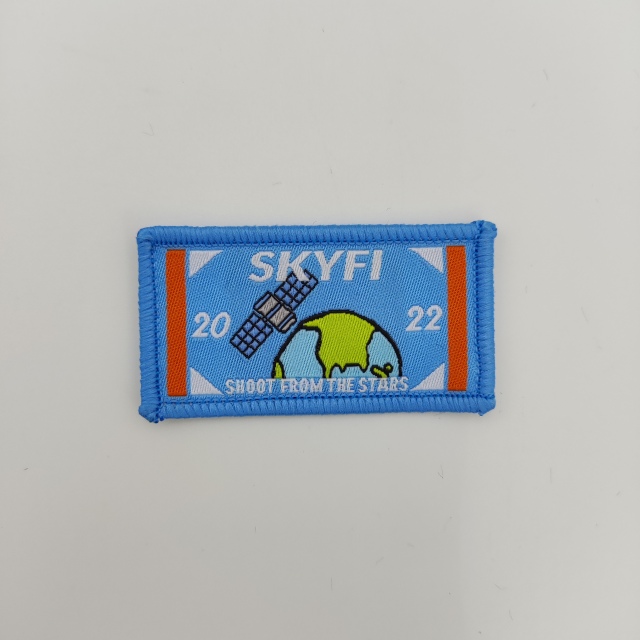 SKYFI
20 22
SHOOT FROM THE STARS